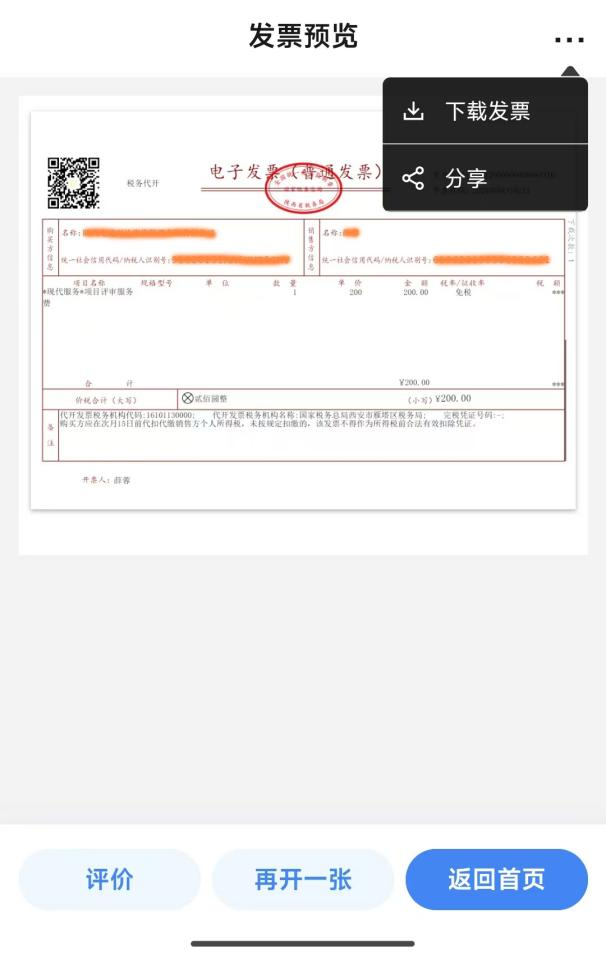 发票预览
下载发票
分享
税务代开
电子发票（普通发票）
陕西省税务局
下载次数：1
购买方信息
名称：
统一社会信用代码/纳税人识别号：
销售方信息
名称：
统一社会信用代码/纳税人识别号：
项目名称 规格型号 单 位 数 量 单 价 金 额 税率/征收率 税 额
*现代服务*项目评审服务 1 200 200.00 免税 ***
费
合 计 ¥200.00 ***
价税合计（大写） ⊗贰佰圆整 （小写）¥200.00
备注
代开发票税务机构代码:16101130000; 代开发票税务机构名称:国家税务总局西安市雁塔区税务局; 完税凭证号码:-;
购买方应在次月15日前代扣代缴销售方个人所得税，未按规定扣缴的，该发票不得作为所得税前合法有效扣除凭证。
开票人：薛蓉
评价
再开一张
返回首页